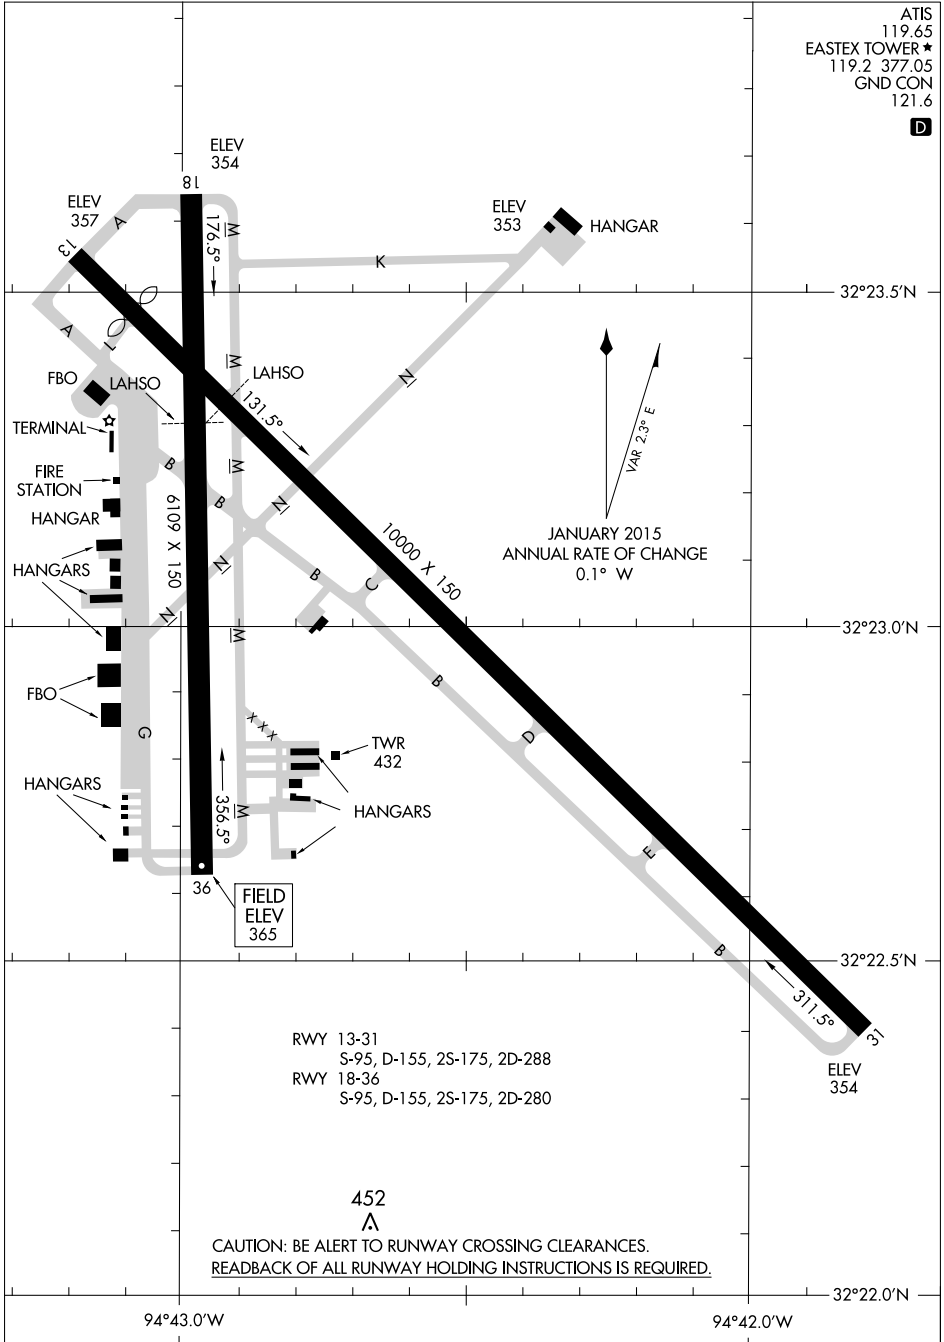 ATIS
119.65
EASTEX TOWER ★
119.2 377.05
GND CON
121.6
D
ELEV
354
18
ELEV
357
13
A
176.5°
M
ELEV
353
HANGAR
K
32°23.5'N
A
L
M
N
FBO
LAHSO
LAHSO
131.5°
VAR 2.3° E
TERMINAL
B
M
FIRE
STATION
B
N
HANGAR
6109 X 150
10000 X 150
JANUARY 2015
ANNUAL RATE OF CHANGE
0.1° W
HANGARS
N
B
C
N
M
32°23.0'N
FBO
B
G
X X X
D
TWR
432
HANGARS
356.5°
M
HANGARS
E
36
FIELD
ELEV
365
B
32°22.5'N
311.5°
31
ELEV
354
RWY 13-31
S-95, D-155, 2S-175, 2D-288
RWY 18-36
S-95, D-155, 2S-175, 2D-280
452
CAUTION: BE ALERT TO RUNWAY CROSSING CLEARANCES.
READBACK OF ALL RUNWAY HOLDING INSTRUCTIONS IS REQUIRED.
32°22.0'N
94°43.0'W
94°42.0'W